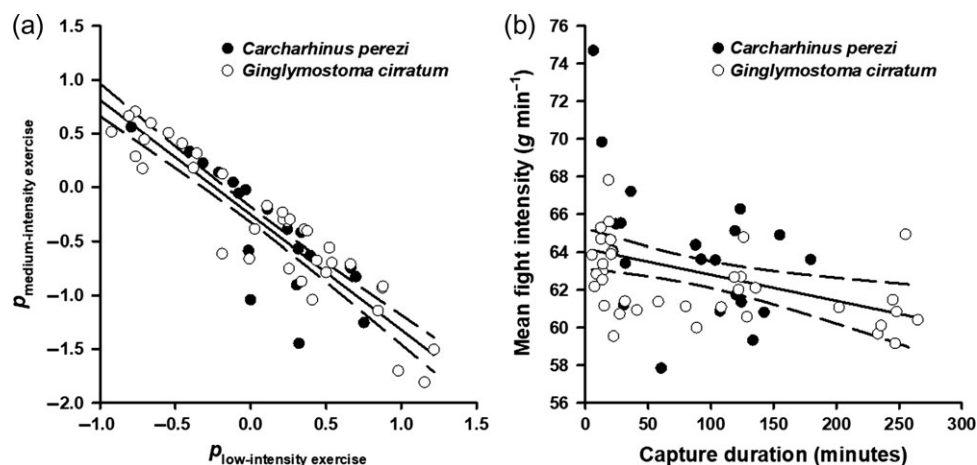 (a)
Carcharhinus perezi
Ginglymostoma cirratum
1.5
1.0
0.5
0.0
−0.5
−1.0
−1.5
−2.0
p medium-intensity exercise
−1.0 −0.5 0.0 0.5 1.0 1.5
p low-intensity exercise
(b)
Carcharhinus perezi
Ginglymostoma cirratum
76
74
72
70
68
66
64
62
60
58
56
Mean fight intensity (g min⁻¹)
0 50 100 150 200 250 300
Capture duration (minutes)